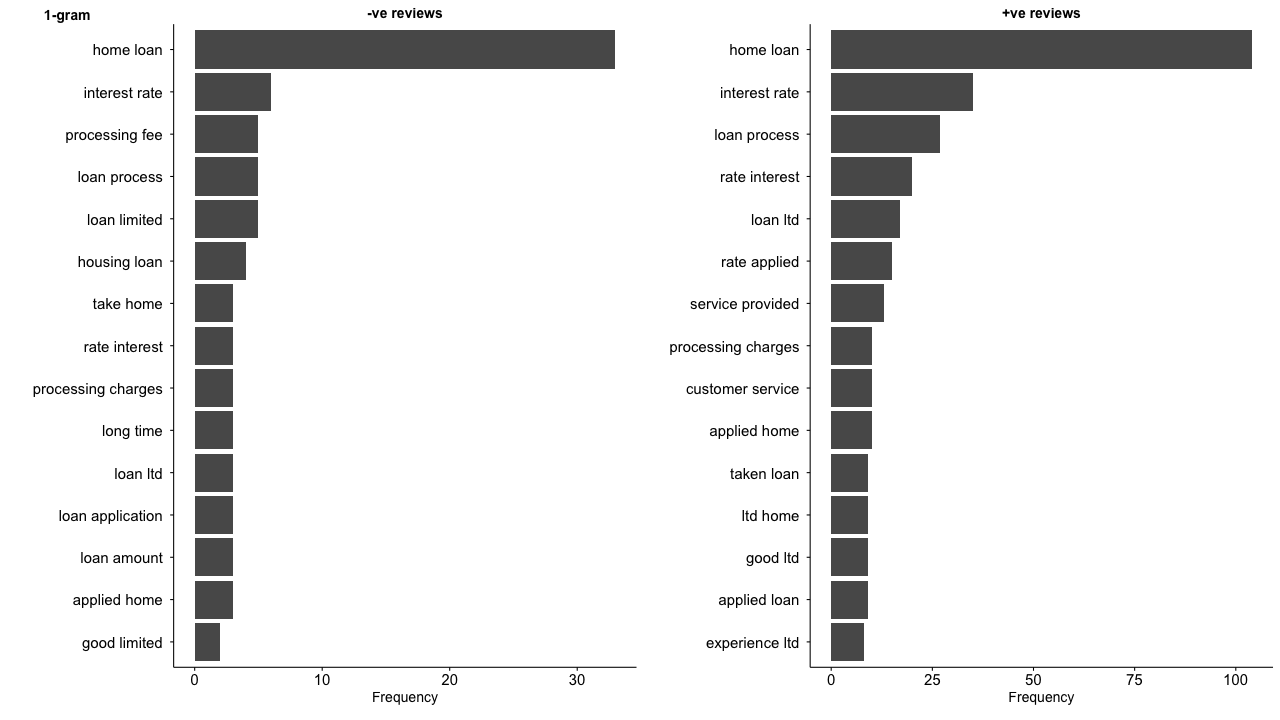 1-gram
-ve reviews
home loan
interest rate
processing fee
loan process
loan limited
housing loan
take home
rate interest
processing charges
long time
loan ltd
loan application
loan amount
applied home
good limited
0 10 20 30
Frequency
+ve reviews
home loan
interest rate
loan process
rate interest
loan ltd
rate applied
service provided
processing charges
customer service
applied home
taken loan
ltd home
good ltd
applied loan
experience ltd
0 25 50 75 100
Frequency